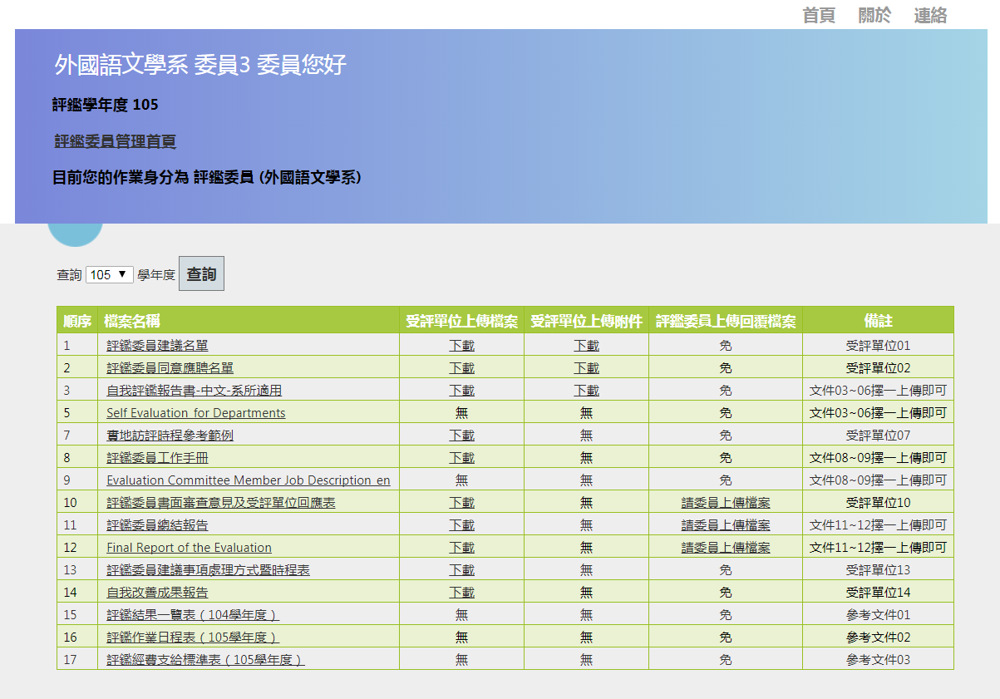 首頁 關於 連絡
外國語文學系 委員3 委員您好
評鑑學年度 105
評鑑委員管理首頁
目前您的作業身分為 評鑑委員 (外國語文學系)
查詢 105 學年度 查詢
順序 檔案名稱 受評單位上傳檔案 受評單位上傳附件 評鑑委員上傳回覆檔案 備註
1 評鑑委員建議名單 下載 下載 免 受評單位01
2 評鑑委員同意應聘名單 下載 下載 免 受評單位02
3 自我評鑑報告書-中文-系所適用 下載 下載 免 文件03~06擇一上傳即可
5 Self Evaluation_for Departments 無 無 免 文件03~06擇一上傳即可
7 實地訪評時程參考範例 下載 無 免 受評單位07
8 評鑑委員工作手冊 下載 無 免 文件08~09擇一上傳即可
9 Evaluation Committee Member Job Description_en 無 無 免 文件08~09擇一上傳即可
10 評鑑委員書面審查意見及受評單位回應表 下載 無 請委員上傳檔案 受評單位10
11 評鑑委員總結報告 下載 無 請委員上傳檔案 文件11~12擇一上傳即可
12 Final Report of the Evaluation 下載 無 請委員上傳檔案 文件11~12擇一上傳即可
13 評鑑委員建議事項處理方式暨時程表 下載 無 免 受評單位13
14 自我改善成果報告 下載 無 免 受評單位14
15 評鑑結果一覽表（104學年度） 無 無 免 參考文件01
16 評鑑作業日程表（105學年度） 無 無 免 參考文件02
17 評鑑經費支給標準表（105學年度） 無 無 免 參考文件03